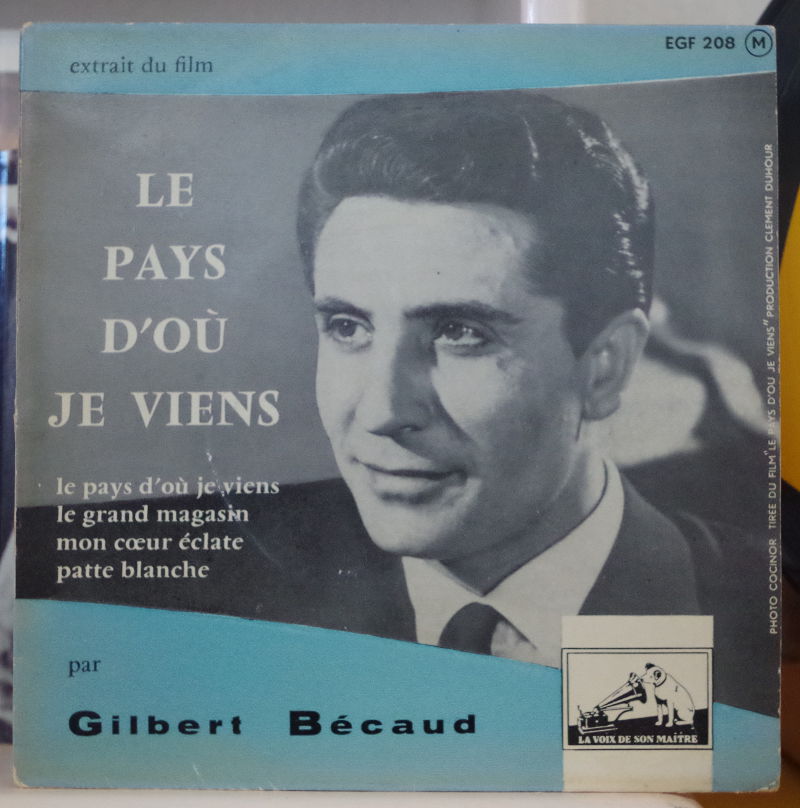 extrait du film
EGF 208 M
LE
PAYS
D'OÙ
JE VIENS
le pays d'où je viens
le grand magasin
mon cœur éclate
patte blanche
par
Gilbert Bécaud
LA VOIX DE SON MAÎTRE
PHOTO COCINOR TIRÉE DU FILM "LE PAYS D'OU JE VIENS" PRODUCTION CLEMENT DUHOUR